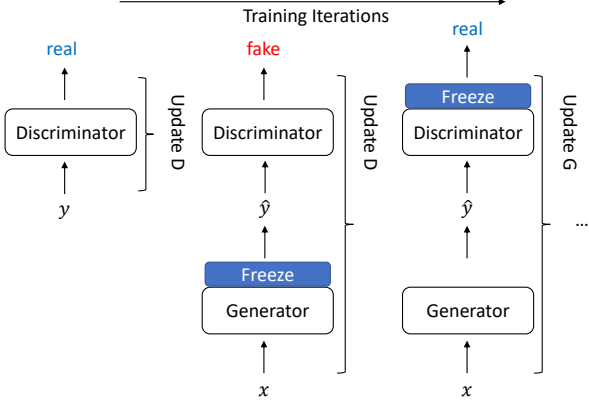 Training Iterations
real
Discriminator
y
Update D
fake
Discriminator
ŷ
Freeze
Generator
x
Update D
real
Freeze
Discriminator
ŷ
Generator
x
Update G
...